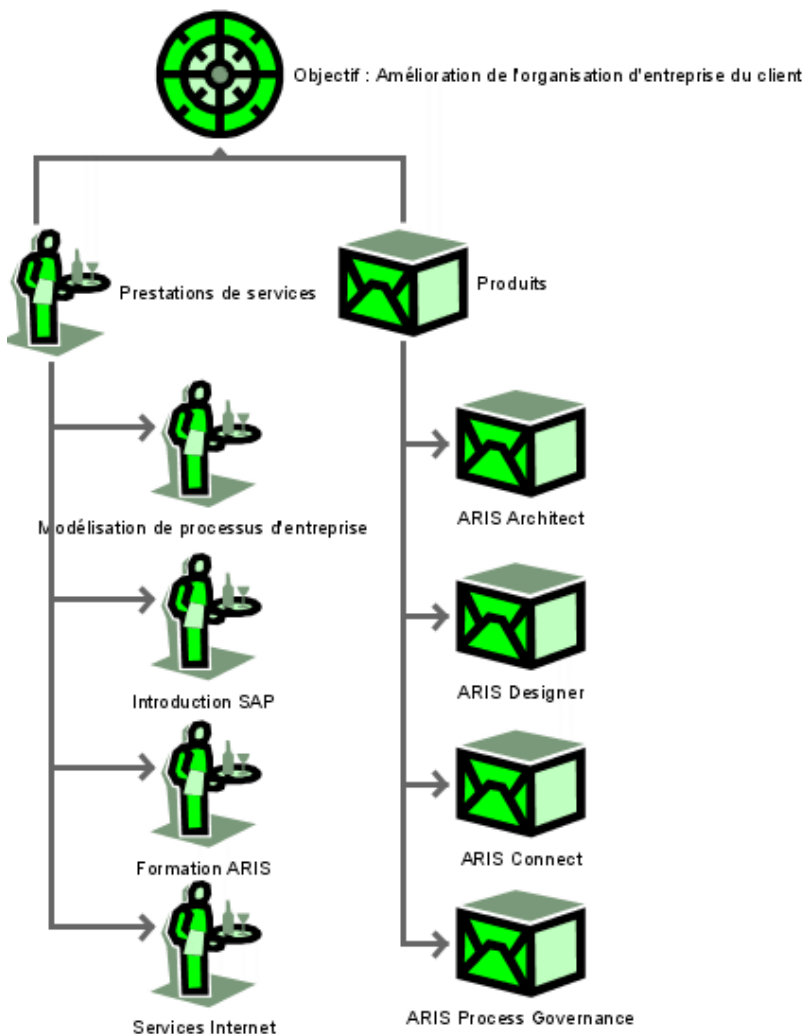 Objectif : Amélioration de l'organisation d'entreprise du client
Prestations de services
Produits
Modélisation de processus d'entreprise
ARIS Architect
Introduction SAP
ARIS Designer
Formation ARIS
ARIS Connect
Services Internet
ARIS Process Governance